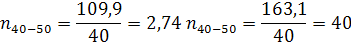 n₄₀₋₅₀ = 109,9/40 = 2,74 n₄₀₋₅₀ = 163,1/40 = 40